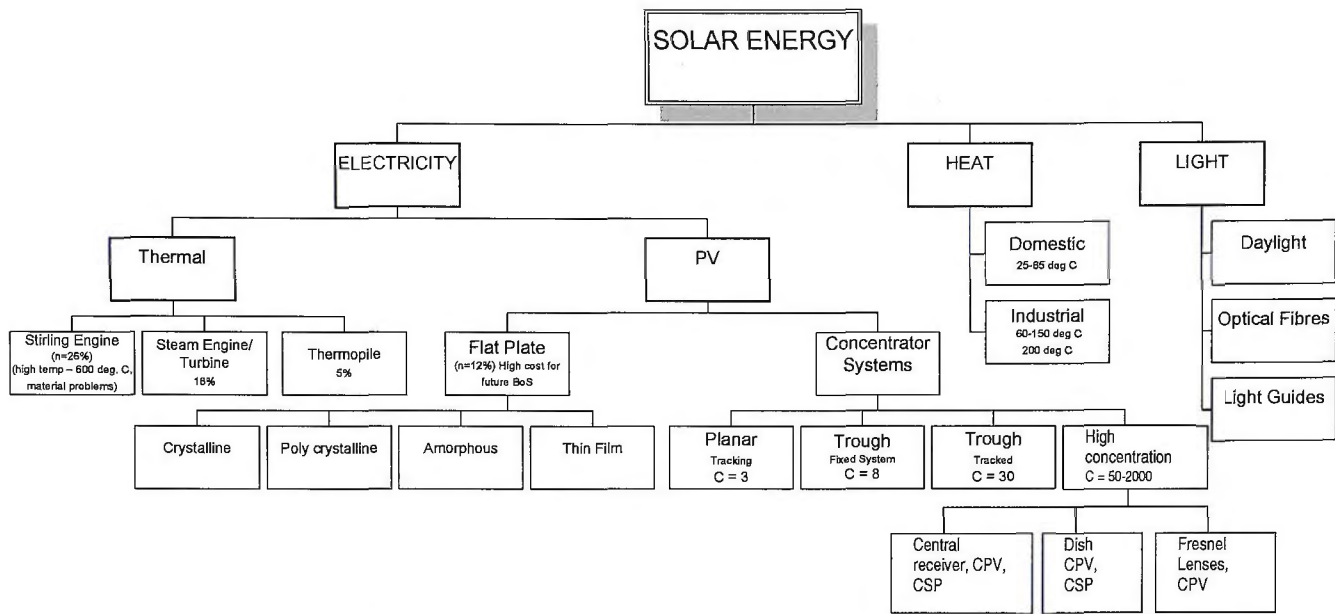 SOLAR ENERGY
ELECTRICITY
HEAT
LIGHT
Thermal
PV
Domestic
25-85 deg C
Daylight
Stirling Engine
(n=26%)
(high temp – 600 deg. C,
material problems)
Steam Engine/
Turbine
18%
Thermopile
5%
Flat Plate
(n=12%) High cost for
future BoS
Concentrator
Systems
Industrial
60-150 deg C
200 deg C
Optical Fibres
Light Guides
Crystalline
Poly crystalline
Amorphous
Thin Film
Planar
Tracking
C = 3
Trough
Fixed System
C = 8
Trough
Tracked
C = 30
High
concentration
C = 50-2000
Central
receiver, CPV,
CSP
Dish
CPV,
CSP
Fresnel
Lenses,
CPV